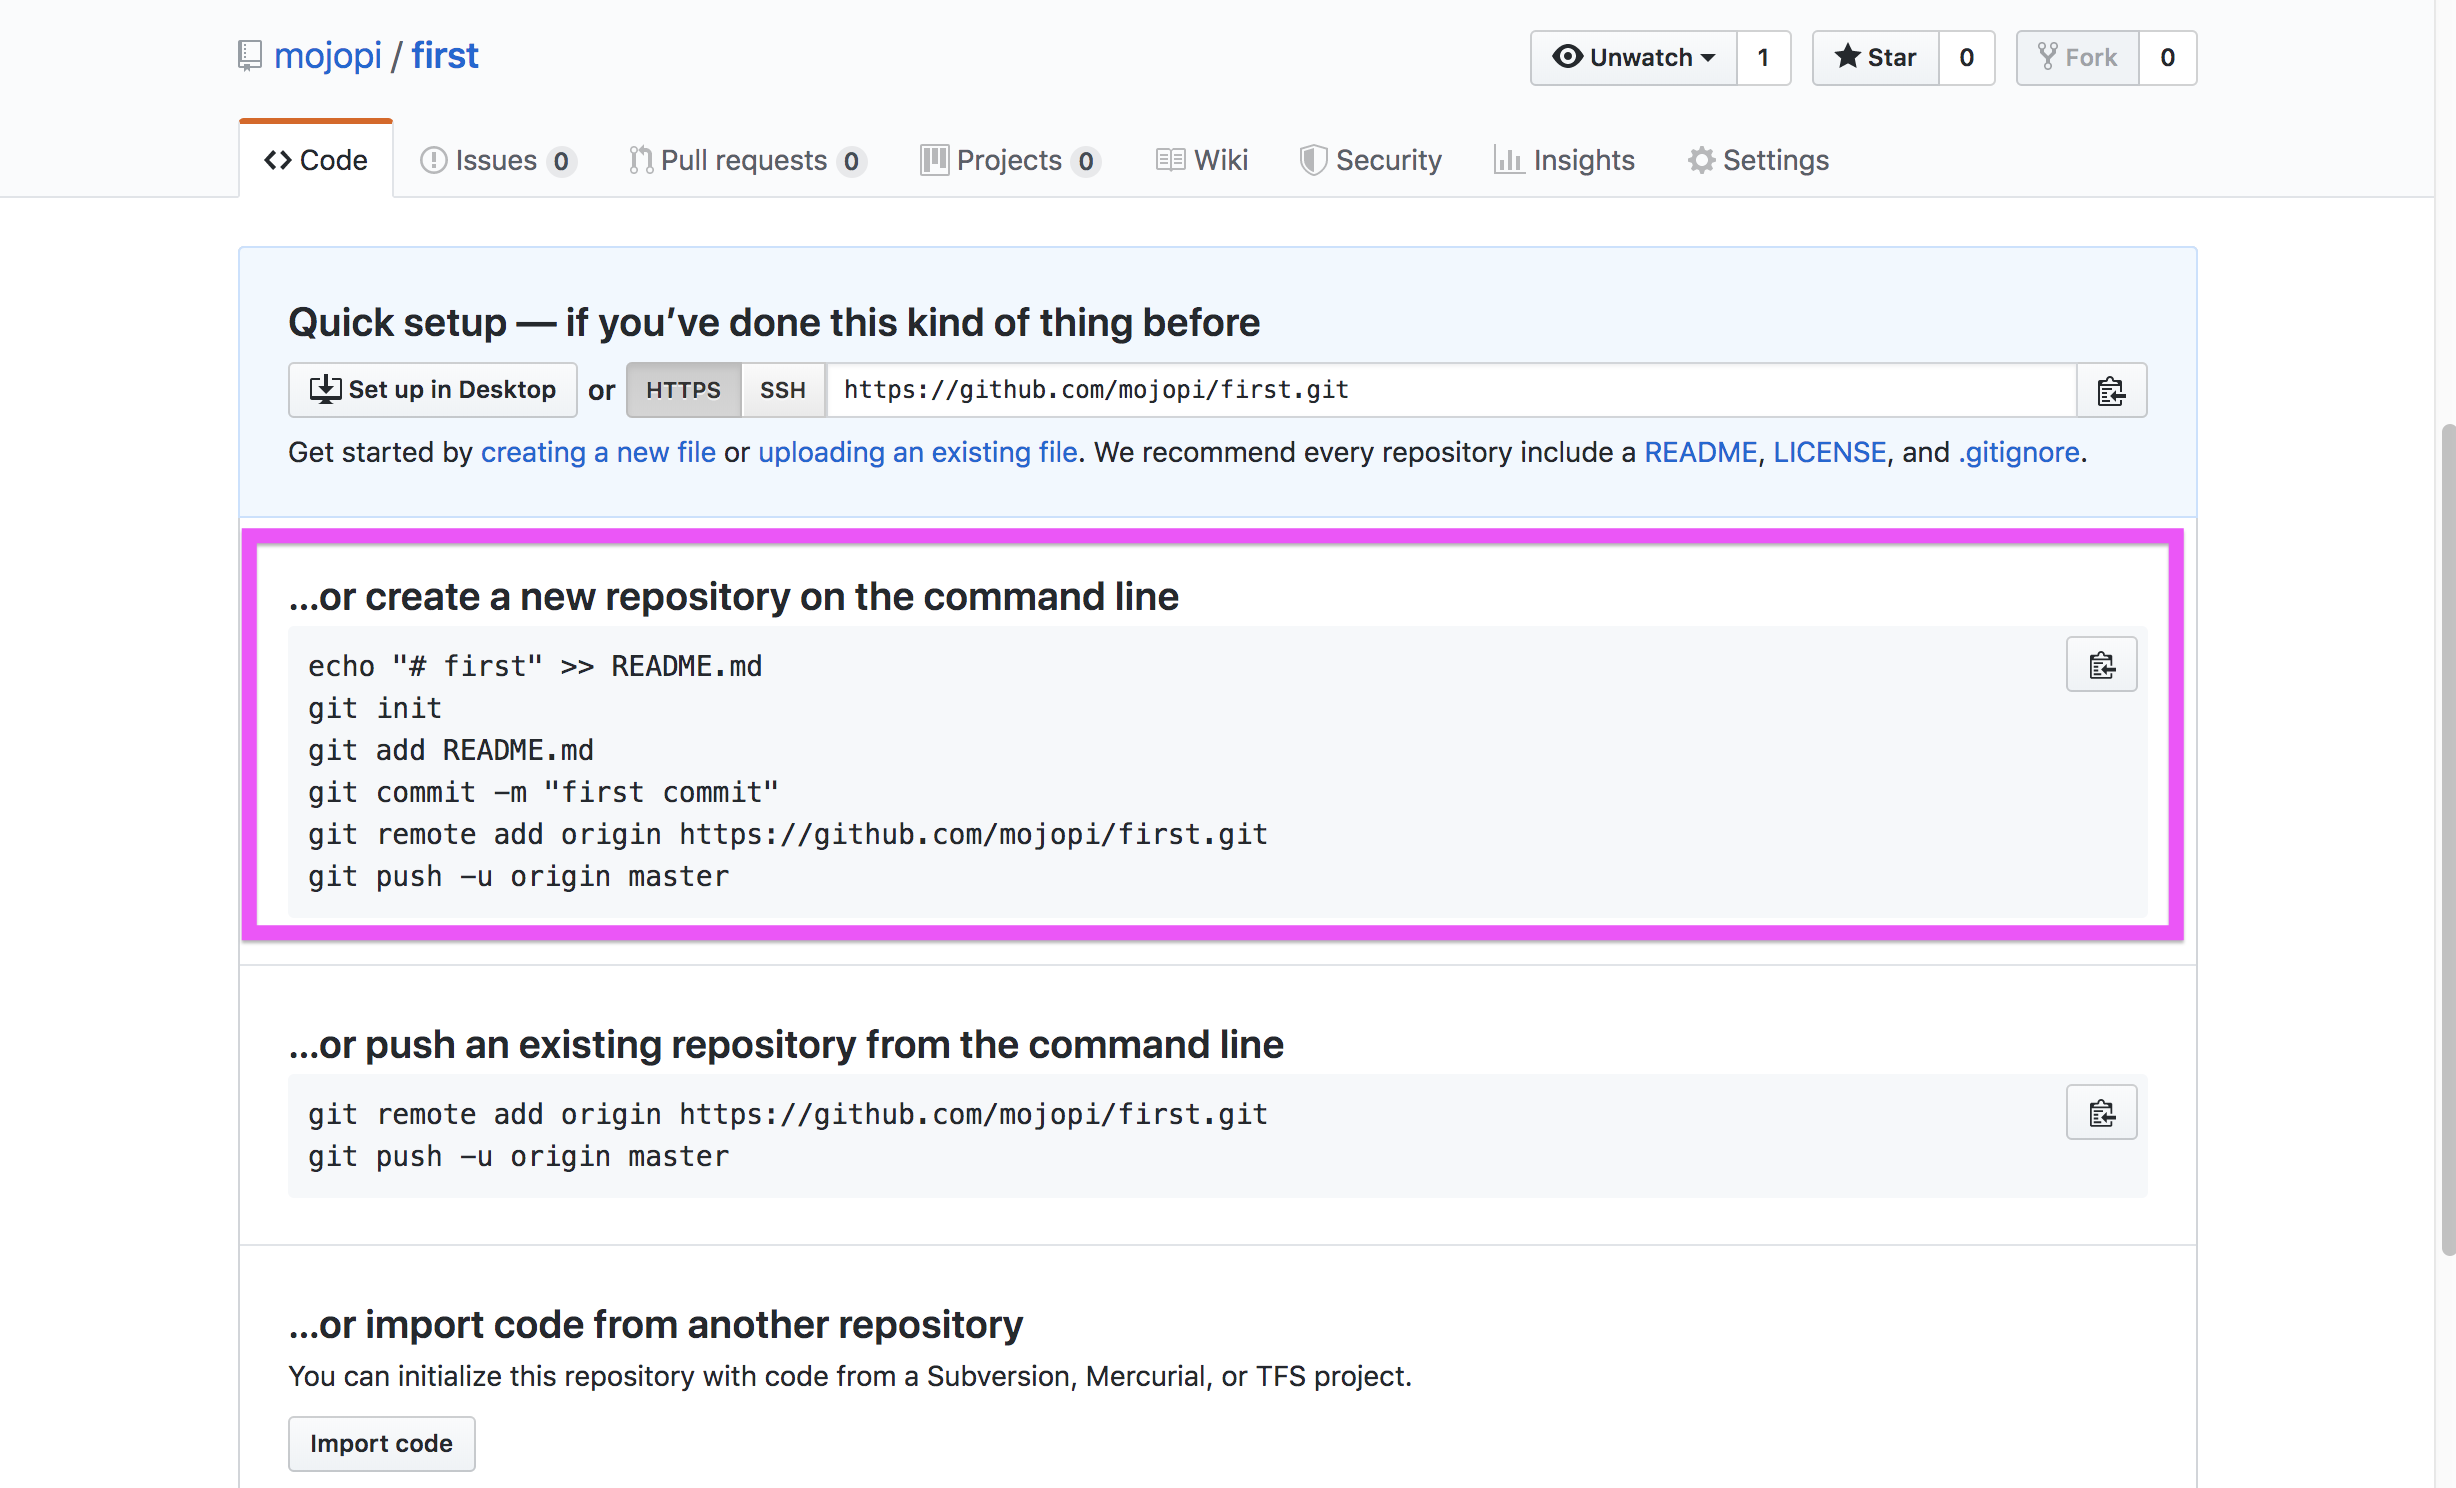 mojopi / first
Unwatch 1 Star 0 Fork 0
Code Issues 0 Pull requests 0 Projects 0 Wiki Security Insights Settings
Quick setup — if you’ve done this kind of thing before
Set up in Desktop or HTTPS SSH https://github.com/mojopi/first.git
Get started by creating a new file or uploading an existing file. We recommend every repository include a README, LICENSE, and .gitignore.
…or create a new repository on the command line
echo "# first" >> README.md
git init
git add README.md
git commit -m "first commit"
git remote add origin https://github.com/mojopi/first.git
git push -u origin master
…or push an existing repository from the command line
git remote add origin https://github.com/mojopi/first.git
git push -u origin master
…or import code from another repository
You can initialize this repository with code from a Subversion, Mercurial, or TFS project.
Import code